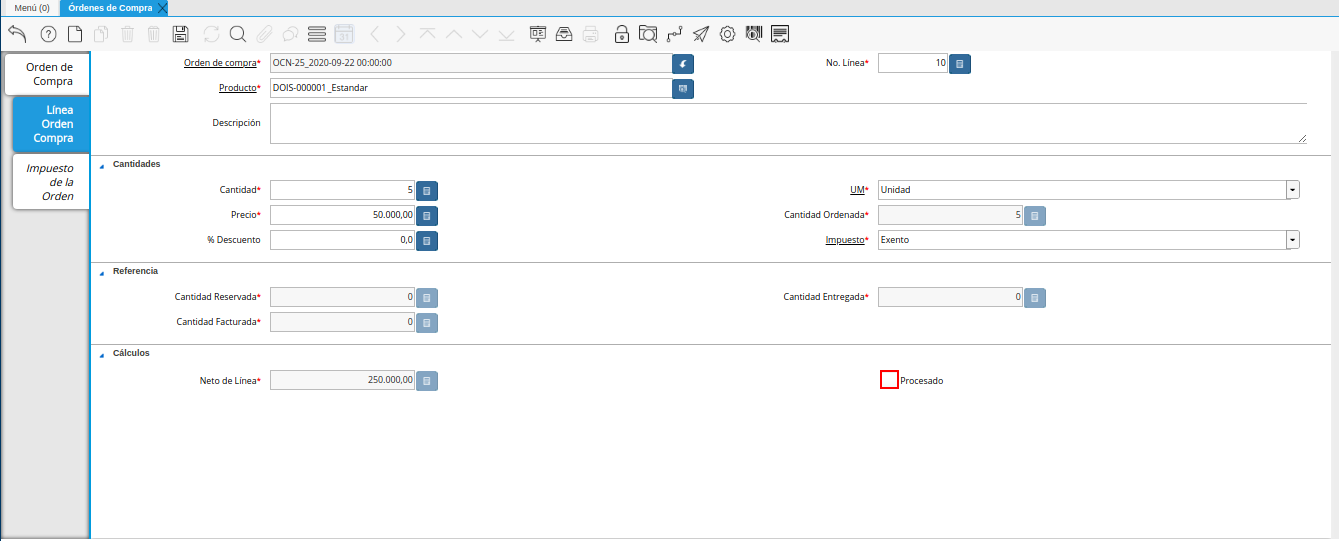 Menú (0)
Órdenes de Compra
31
Orden de
Compra
Línea
Orden
Compra
Impuesto
de la
Orden
Orden de compra* OCN-25_2020-09-22 00:00:00 No. Línea* 10
Producto* DOIS-000001_Estandar
Descripción
Cantidades
Cantidad* 5 UM* Unidad
Precio* 50.000,00 Cantidad Ordenada* 5
% Descuento 0,0 Impuesto* Exento
Referencia
Cantidad Reservada* 0 Cantidad Entregada* 0
Cantidad Facturada* 0
Cálculos
Neto de Línea* 250.000,00 Procesado